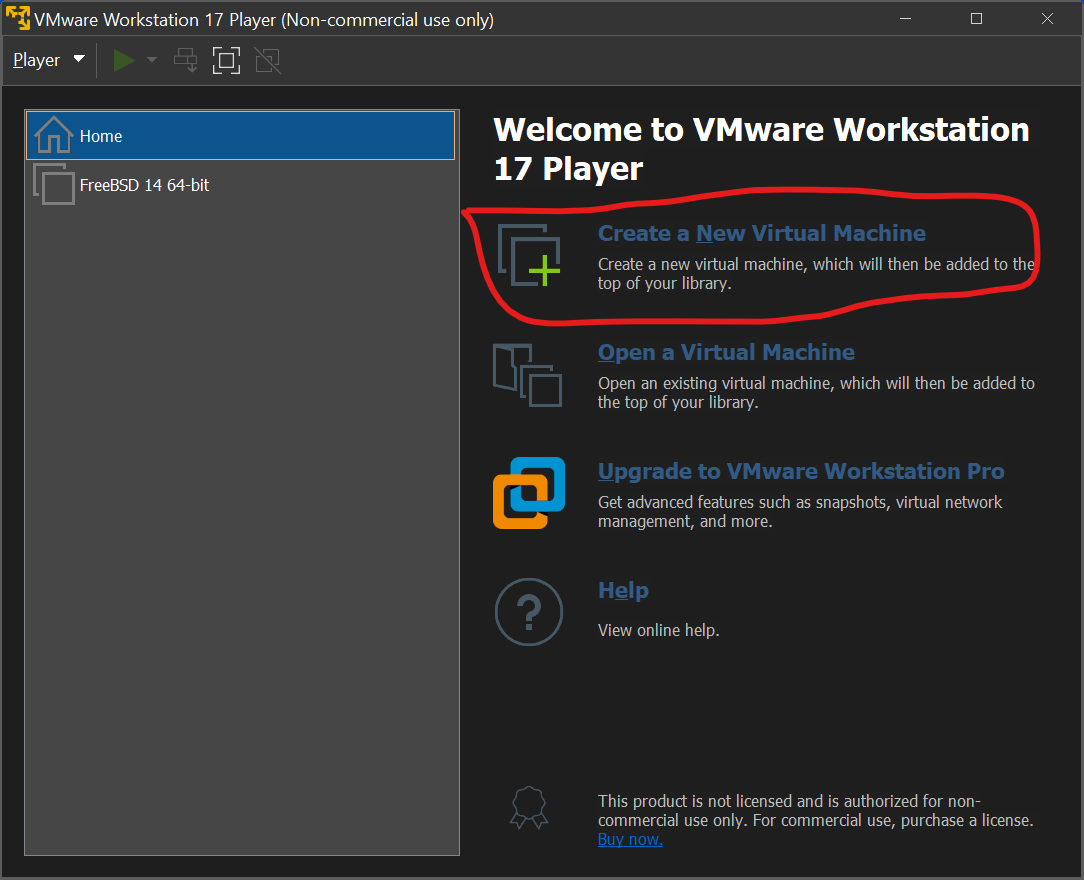 VMware Workstation 17 Player (Non-commercial use only)
Player
Home
FreeBSD 14 64-bit
Welcome to VMware Workstation
17 Player
Create a New Virtual Machine
Create a new virtual machine, which will then be added to the
top of your library.
Open a Virtual Machine
Open an existing virtual machine, which will then be added to
the top of your library.
Upgrade to VMware Workstation Pro
Get advanced features such as snapshots, virtual network
management, and more.
?
Help
View online help.
This product is not licensed and is authorized for non-
commercial use only. For commercial use, purchase a license.
Buy now.